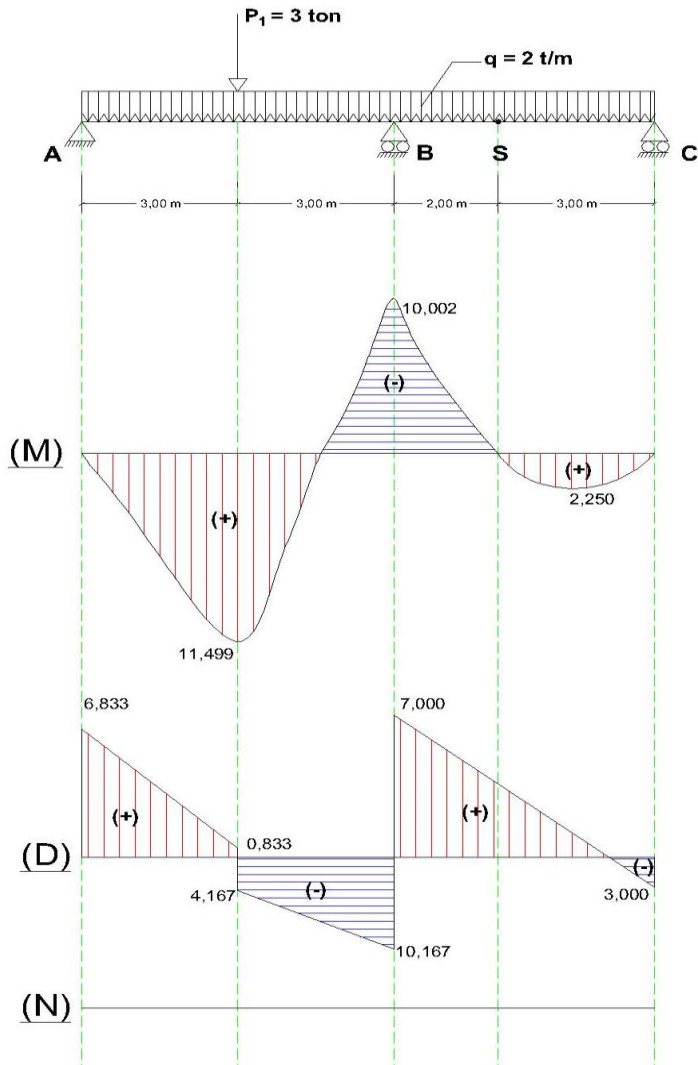 P₁ = 3 ton
q = 2 t/m
A
B
S
C
3,00 m
3,00 m
2,00 m
3,00 m
10,002
(-)
(M)
(+)
(+)
2,250
11,499
6,833
7,000
(+)
(+)
0,833
(D)
(-)
(-)
4,167
3,000
10,167
(N)